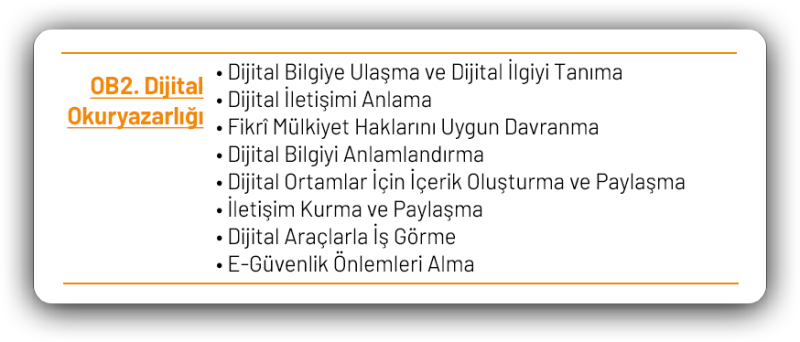 OB2. Dijital
Okuryazarlığı
• Dijital Bilgiye Ulaşma ve Dijital İlgiyi Tanıma
• Dijital İletişimi Anlama
• Fikrî Mülkiyet Haklarını Uygun Davranma
• Dijital Bilgiyi Anlamlandırma
• Dijital Ortamlar İçin İçerik Oluşturma ve Paylaşma
• İletişim Kurma ve Paylaşma
• Dijital Araçlarla İş Görme
• E-Güvenlik Önlemleri Alma